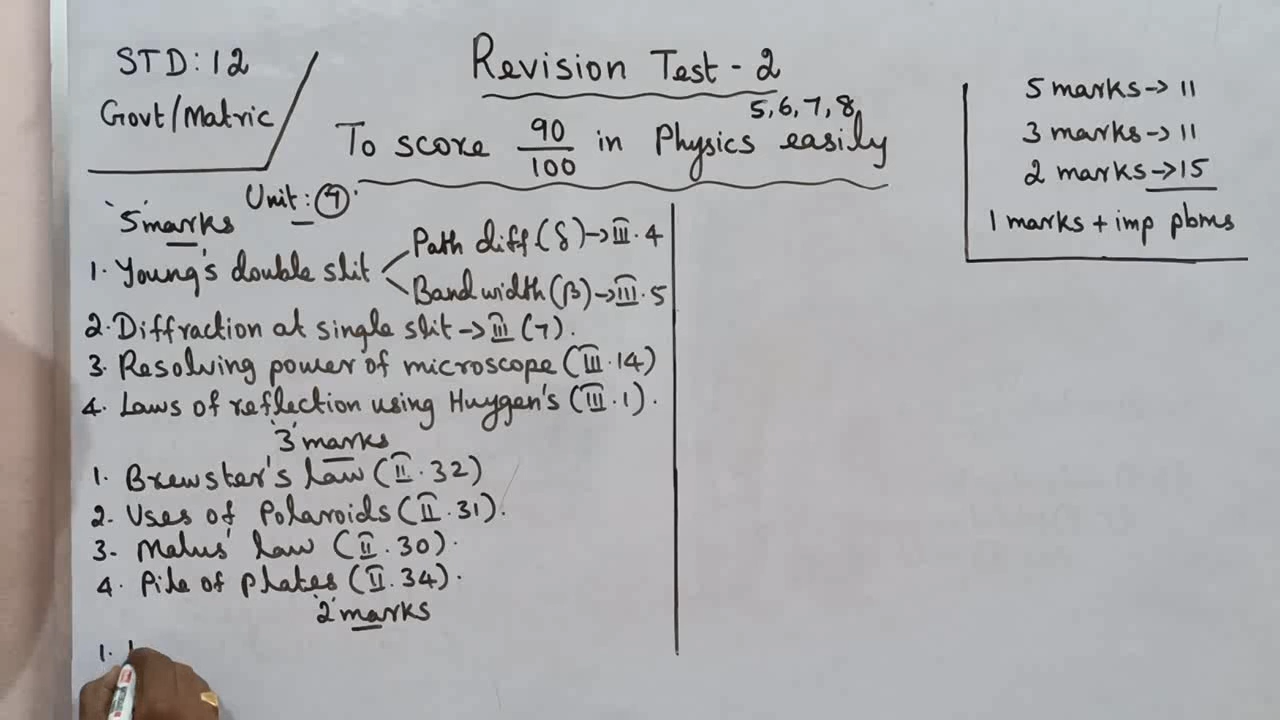 STD: 12
Govt/Matric
Revision Test - 2
5, 6, 7, 8
To score 90/100 in Physics easily
5 marks → 11
3 marks → 11
2 marks → 15
1 marks + imp pbms
Unit: 7
'5' marks
1. Young's double slit
Path diff (δ) → III. 4
Band width (β) → III. 5
2. Diffraction at single slit → III (7).
3. Resolving power of microscope (III. 14)
4. Laws of reflection using Huygen's (III. 1).
'3' marks
1. Brewster's law (II. 32)
2. Uses of Polaroids (II. 31).
3. Malus' law (II. 30).
4. Pile of plates (II. 34).
'2' marks
1.